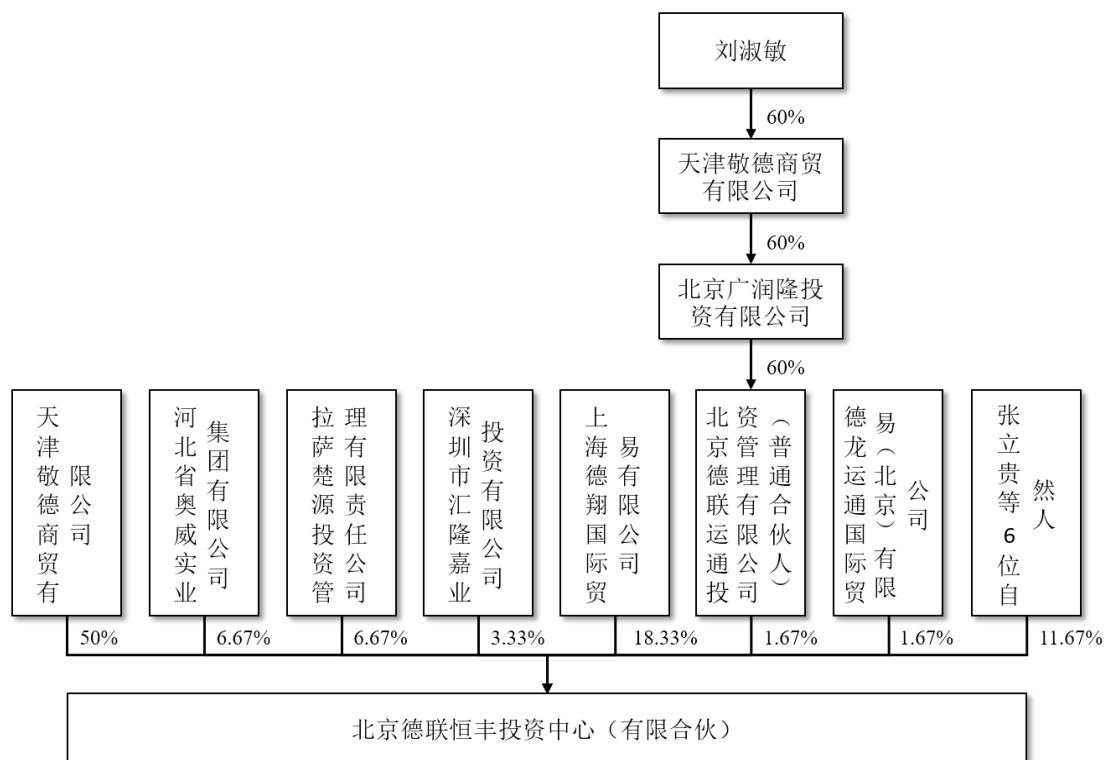 刘淑敏
60%
天津敬德商贸
有限公司
60%
北京广润隆投
资有限公司
60%
天津敬德商贸有
限公司
河北省奥威实业
集团有限公司
拉萨楚源投资管
理有限责任公司
深圳市汇隆嘉业
投资有限公司
上海德翔国际贸
易有限公司
北京德联运通投
资管理有限公司
（普通合伙人）
德龙运通国际贸
易（北京）有限
公司
张立贵等6位自
然人
50%
6.67%
6.67%
3.33%
18.33%
1.67%
1.67%
11.67%
北京德联恒丰投资中心（有限合伙）